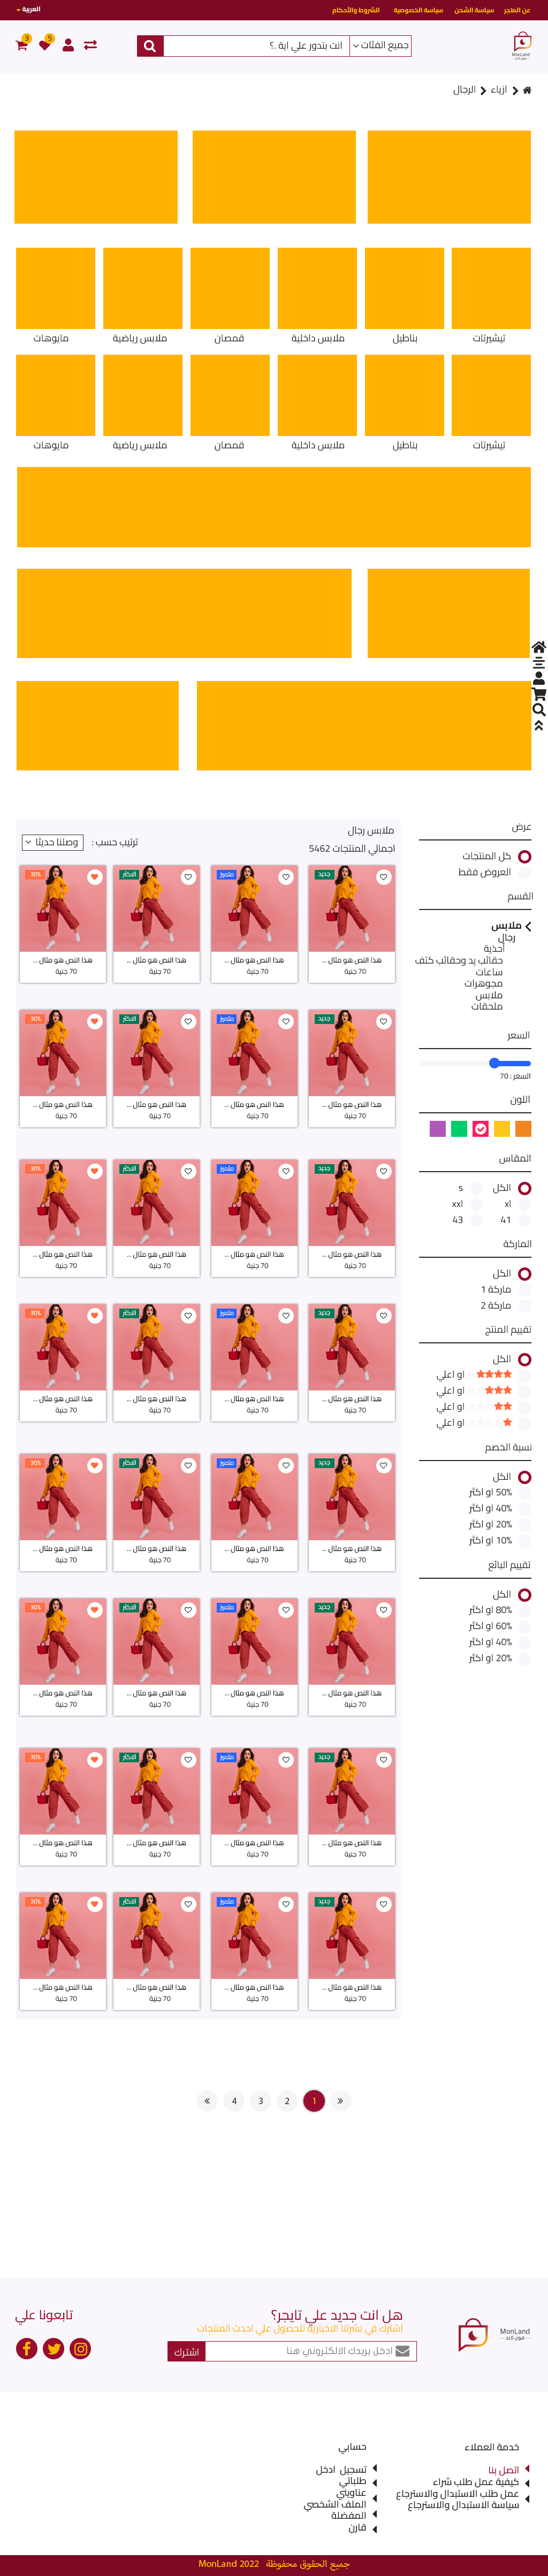 عن المتجر سياسة الشحن سياسة الخصوصية الشروط والأحكام العربية
MonLand
جميع الفئات انت بتدور علي اية .؟ 5 3
ازياء الرجال
تيشيرتات بناطيل ملابس داخلية قمصان ملابس رياضية مايوهات
تيشيرتات بناطيل ملابس داخلية قمصان ملابس رياضية مايوهات
عرض
كل المنتجات
العروض فقط
القسم
ملابس
رجال
أحذية
حقائب يد وحقائب كتف
ساعات
مجوهرات
ملابس
ملحقات
السعر
السعر : 70
اللون
المقاس
الكل s
xl xxl
41 43
الماركة
الكل
ماركة 1
ماركة 2
تقييم المنتج
الكل
او اعلي
او اعلي
او اعلي
او اعلي
نسبة الخصم
الكل
50% او اكثر
40% او اكثر
20% او اكثر
10% او اكثر
تقييم البائع
الكل
80% او اكثر
60% او اكثر
40% او اكثر
20% او اكثر
ملابس رجال
اجمالي المنتجات 5462
ترتيب حسب : وصلنا حديثا
جديد متميز الاكثر 30%
هذا النص هو مثال ... هذا النص هو مثال ... هذا النص هو مثال ... هذا النص هو مثال ...
70 جنية 70 جنية 70 جنية 70 جنية
جديد متميز الاكثر 30%
هذا النص هو مثال ... هذا النص هو مثال ... هذا النص هو مثال ... هذا النص هو مثال ...
70 جنية 70 جنية 70 جنية 70 جنية
جديد متميز الاكثر 30%
هذا النص هو مثال ... هذا النص هو مثال ... هذا النص هو مثال ... هذا النص هو مثال ...
70 جنية 70 جنية 70 جنية 70 جنية
جديد متميز الاكثر 30%
هذا النص هو مثال ... هذا النص هو مثال ... هذا النص هو مثال ... هذا النص هو مثال ...
70 جنية 70 جنية 70 جنية 70 جنية
جديد متميز الاكثر 30%
هذا النص هو مثال ... هذا النص هو مثال ... هذا النص هو مثال ... هذا النص هو مثال ...
70 جنية 70 جنية 70 جنية 70 جنية
جديد متميز الاكثر 30%
هذا النص هو مثال ... هذا النص هو مثال ... هذا النص هو مثال ... هذا النص هو مثال ...
70 جنية 70 جنية 70 جنية 70 جنية
جديد متميز الاكثر 30%
هذا النص هو مثال ... هذا النص هو مثال ... هذا النص هو مثال ... هذا النص هو مثال ...
70 جنية 70 جنية 70 جنية 70 جنية
جديد متميز الاكثر 30%
هذا النص هو مثال ... هذا النص هو مثال ... هذا النص هو مثال ... هذا النص هو مثال ...
70 جنية 70 جنية 70 جنية 70 جنية
« 1 2 3 4 »
MonLand
مون لاند
هل انت جديد علي تايجر؟
اشترك في نشرتنا الاخبارية للحصول علي احدث المنتجات
ادخل بريدك الالكتروني هنا اشترك
تابعونا علي
خدمة العملاء
اتصل بنا
كيفية عمل طلب شراء
عمل طلب الاستبدال والاسترجاع
سياسة الاستبدال والاسترجاع
حسابي
تسجيل ادخل
طلباتي
عناويني
الملف الشخصي
المفضلة
قارن
جميع الحقوق محفوظة MonLand 2022